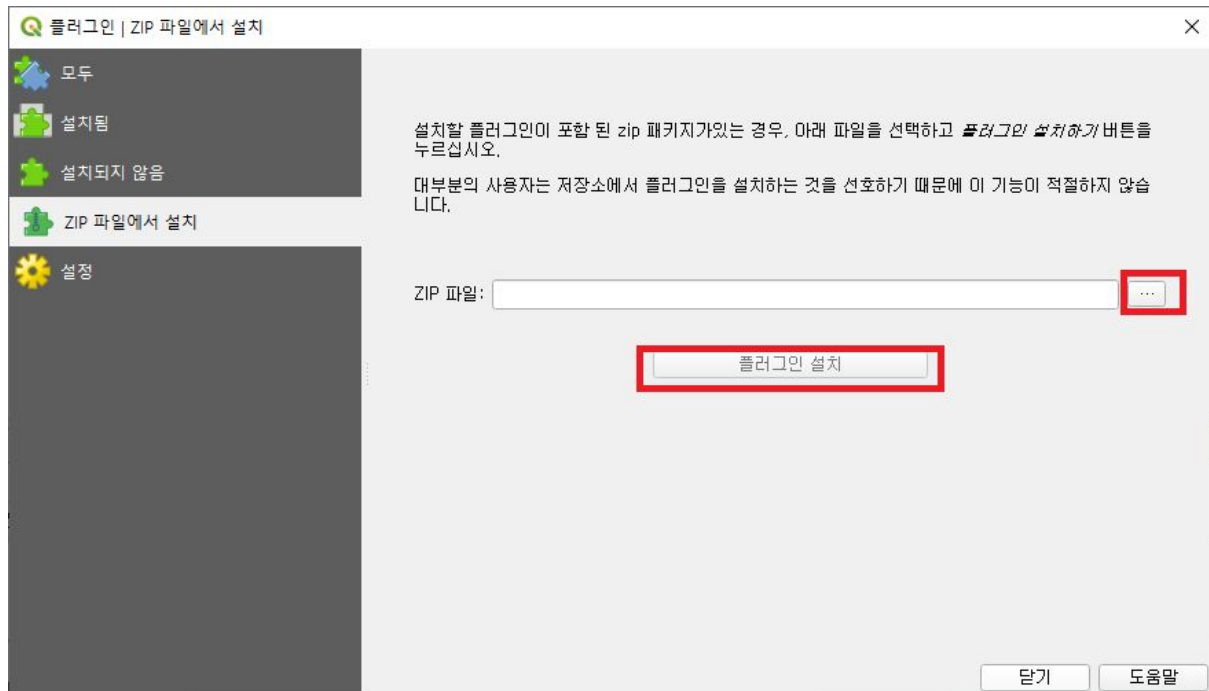 플러그인 | ZIP 파일에서 설치
모두
설치됨
설치되지 않음
ZIP 파일에서 설치
설정
설치할 플러그인이 포함 된 zip 패키지가있는 경우, 아래 파일을 선택하고 플러그인 설치하기 버튼을
누르십시오.
대부분의 사용자는 저장소에서 플러그인을 설치하는 것을 선호하기 때문에 이 기능이 적절하지 않습
니다.
ZIP 파일:
...
플러그인 설치
닫기
도움말